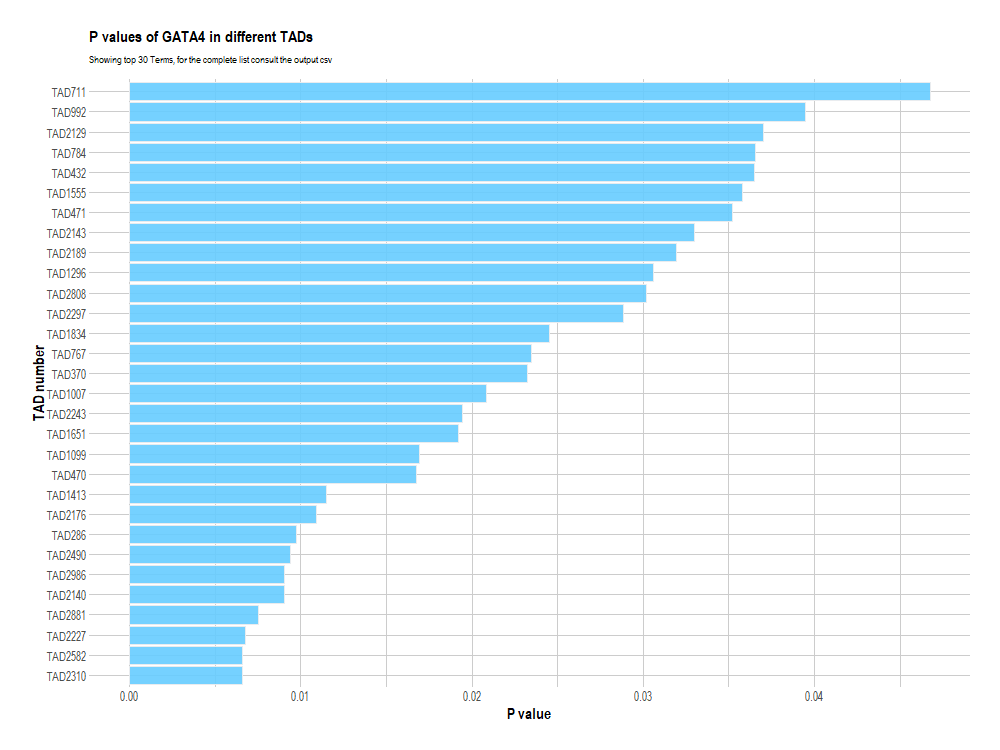 P values of GATA4 in different TADs
Showing top 30 Terms, for the complete list consult the output csv
TAD711
TAD992
TAD2129
TAD784
TAD432
TAD1555
TAD471
TAD2143
TAD2189
TAD1296
TAD2808
TAD2297
TAD1834
TAD767
TAD370
TAD1007
TAD2243
TAD1651
TAD1099
TAD470
TAD1413
TAD2176
TAD286
TAD2490
TAD2986
TAD2140
TAD2881
TAD2227
TAD2582
TAD2310
TAD number
0.00 0.01 0.02 0.03 0.04
P value